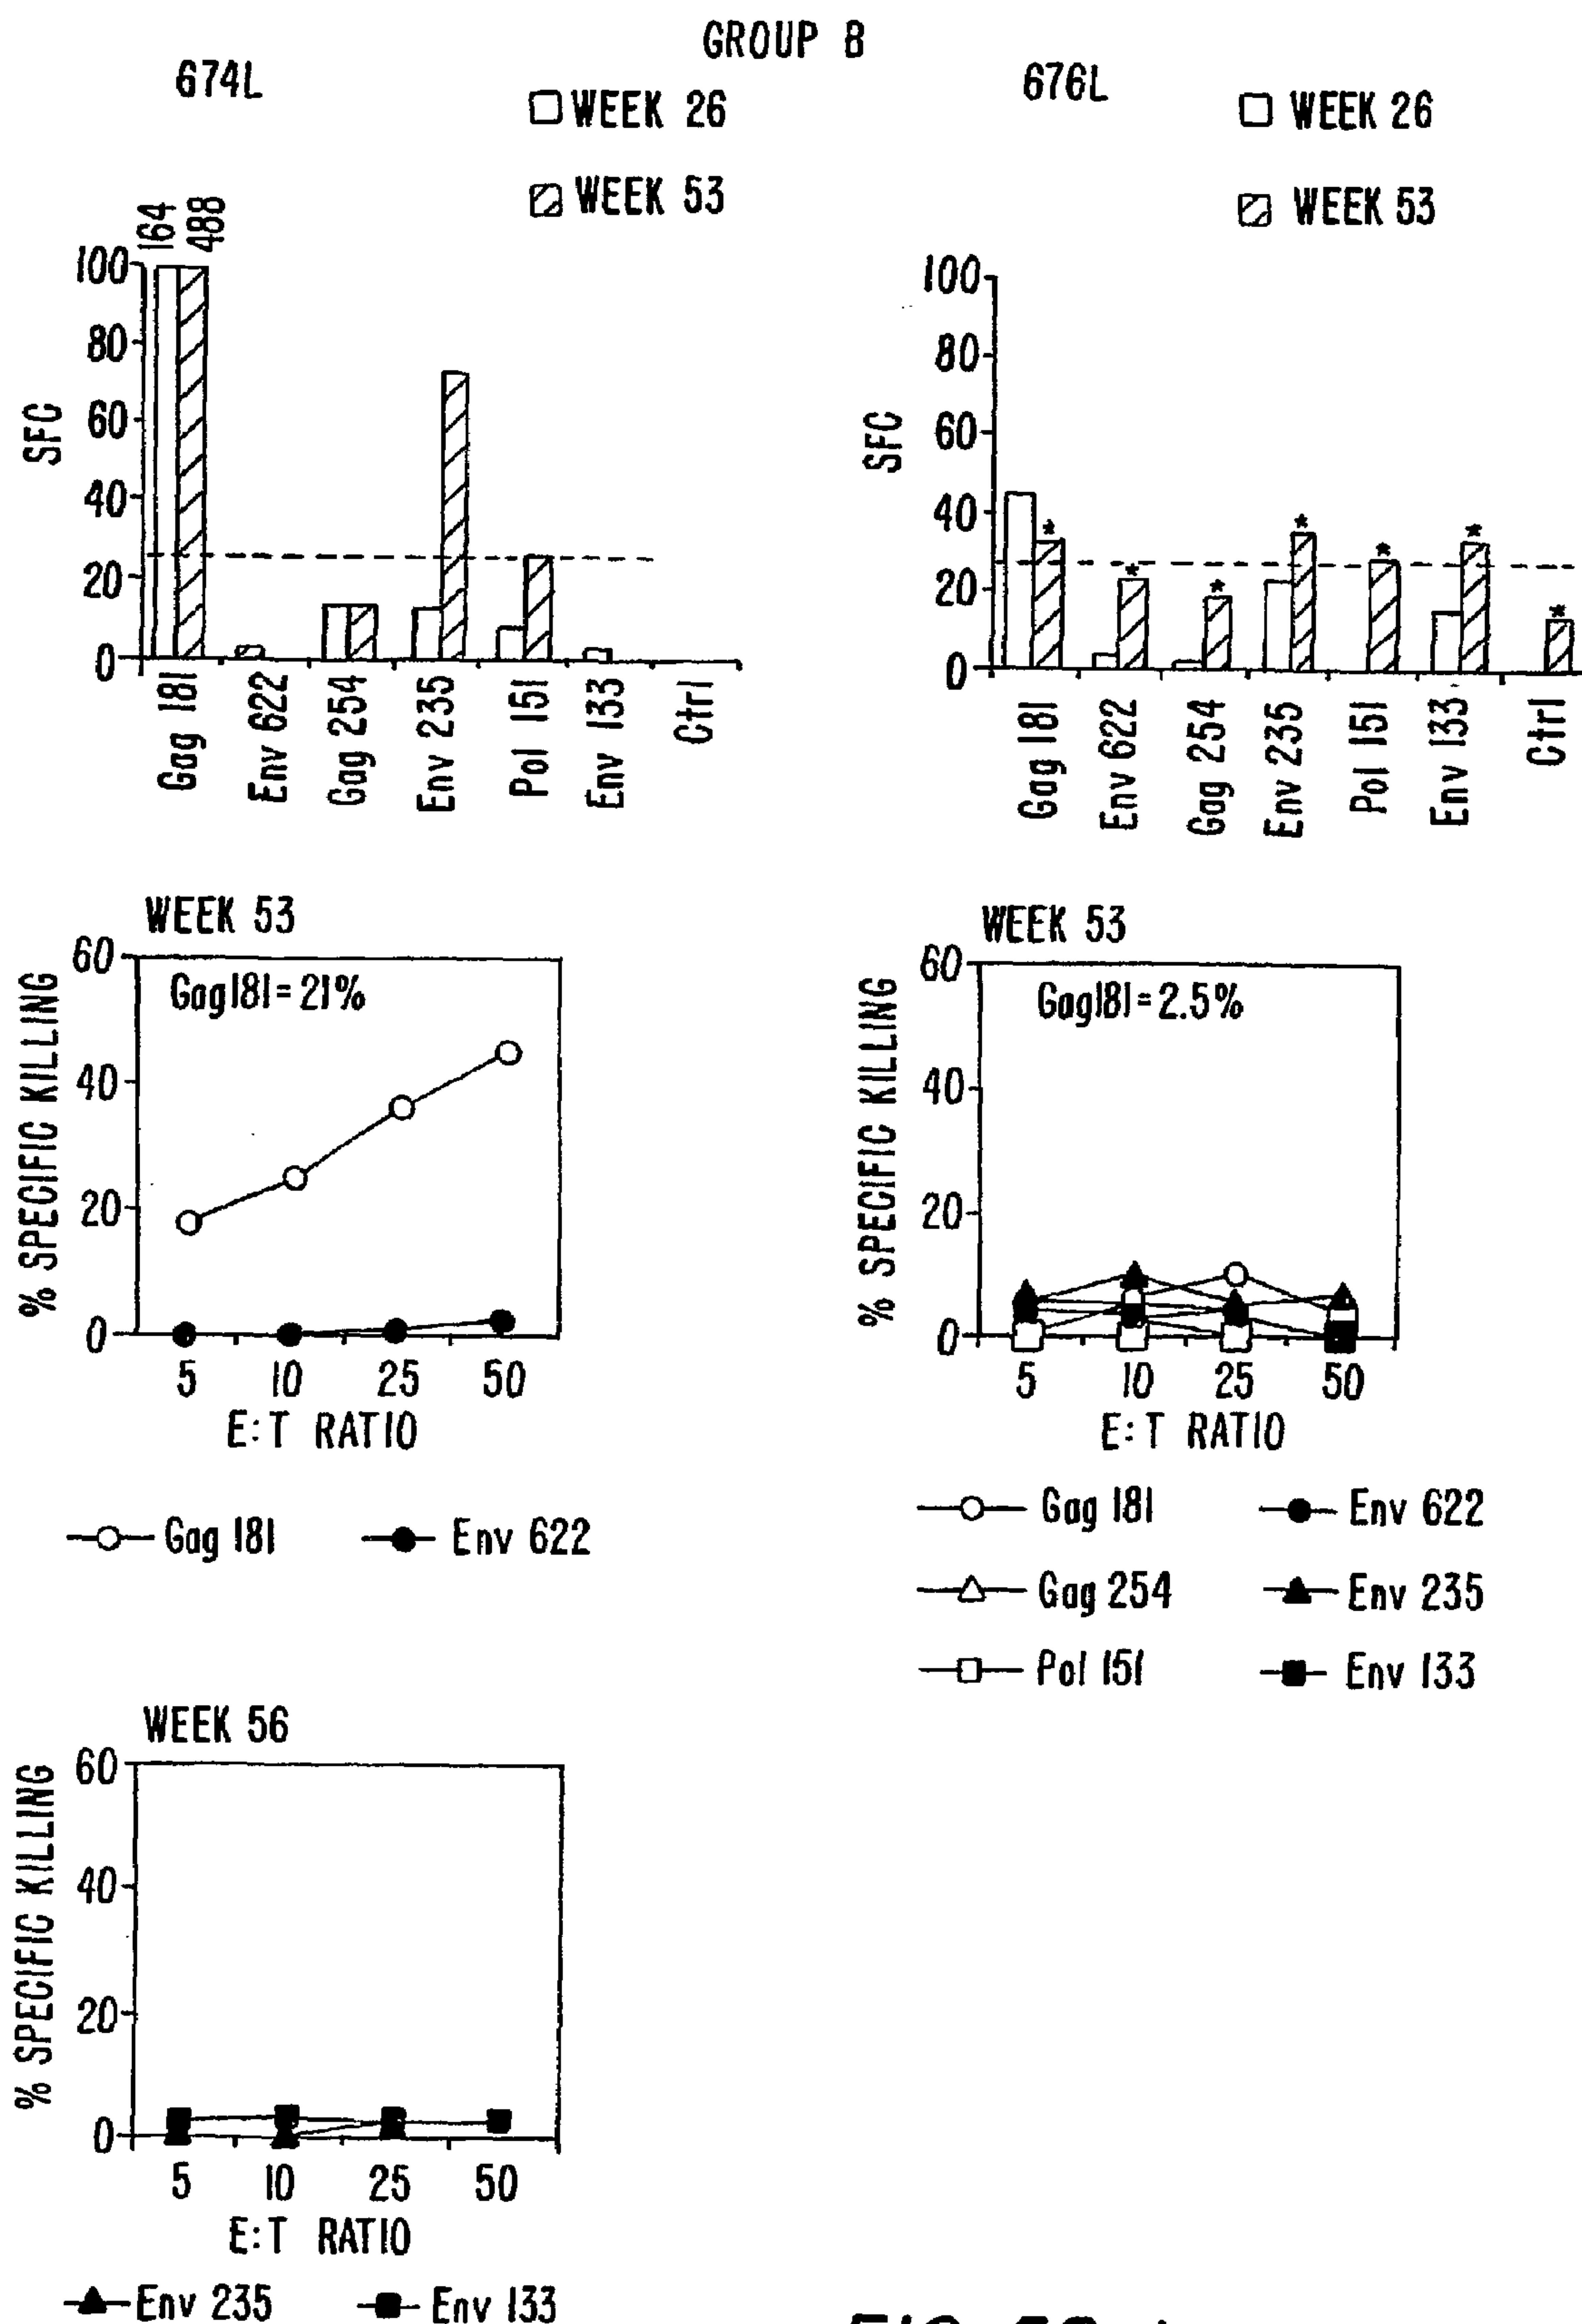 GROUP B
674L
WEEK 26
WEEK 53
164
488
100
80
60
40
20
0
SFC
Gag 181
Env 622
Gag 254
Env 235
Pol 151
Env 133
Ctrl
676L
WEEK 26
WEEK 53
100
80
60
40
20
0
SFC
*
*
*
*
*
*
*
Gag 181
Env 622
Gag 254
Env 235
Pol 151
Env 133
Ctrl
WEEK 53
Gag181=21%
60
40
20
0
% SPECIFIC KILLING
5 10 25 50
E:T RATIO
Gag 181 Env 622
WEEK 53
Gag181=2.5%
60
40
20
0
% SPECIFIC KILLING
5 10 25 50
E:T RATIO
Gag 181 Env 622
Gag 254 Env 235
Pol 151 Env 133
WEEK 56
60
40
20
0
% SPECIFIC KILLING
5 10 25 50
E:T RATIO
Env 235 Env 133